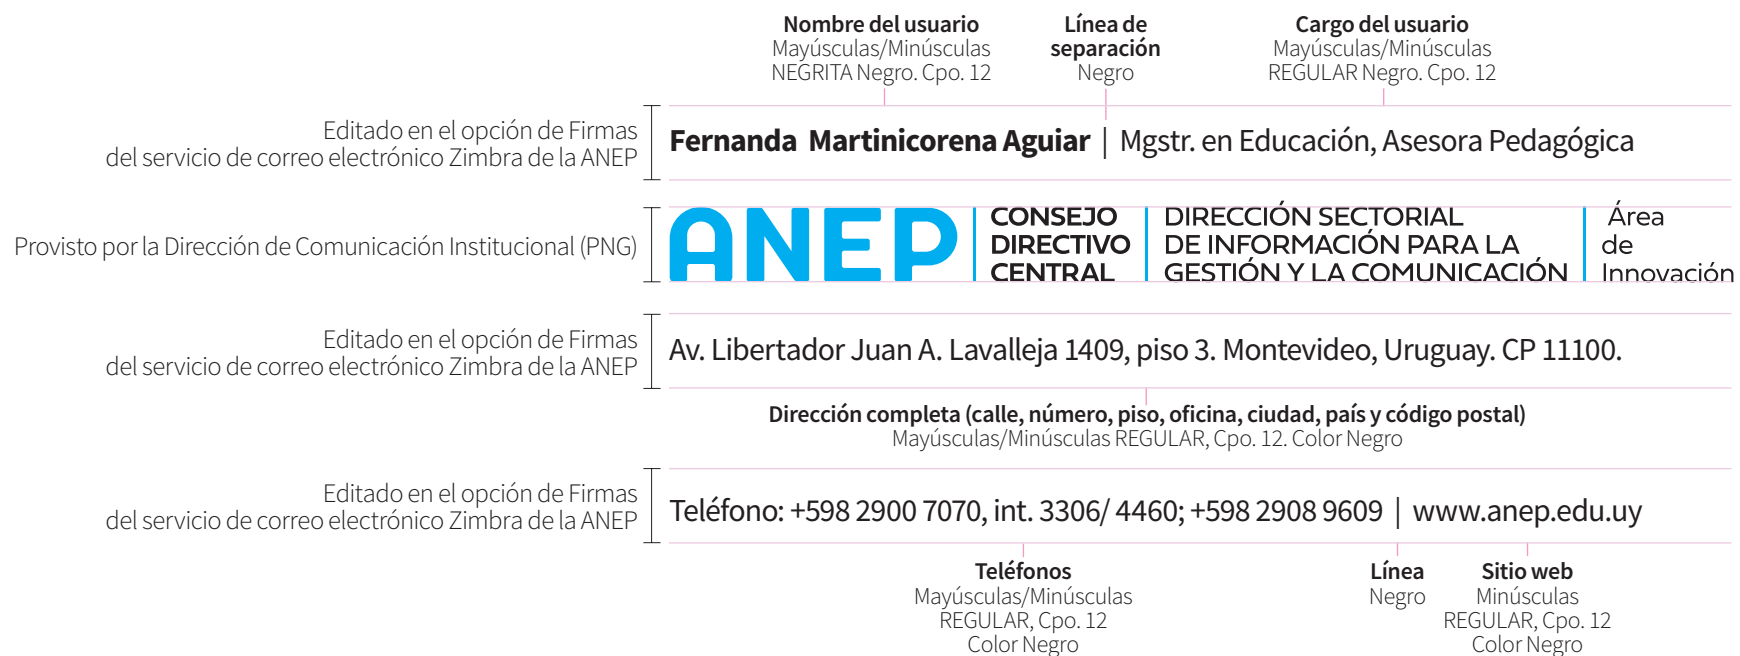 Nombre del usuario
Mayúsculas/Minúsculas
NEGRITA Negro. Cpo. 12
Línea de
separación
Negro
Cargo del usuario
Mayúsculas/Minúsculas
REGULAR Negro. Cpo. 12
Editado en el opción de Firmas
del servicio de correo electrónico Zimbra de la ANEP
Fernanda Martinicorena Aguiar | Mgstr. en Educación, Asesora Pedagógica
Provisto por la Dirección de Comunicación Institucional (PNG)
ANEP
CONSEJO
DIRECTIVO
CENTRAL
DIRECCIÓN SECTORIAL
DE INFORMACIÓN PARA LA
GESTIÓN Y LA COMUNICACIÓN
Área
de
Innovación
Editado en el opción de Firmas
del servicio de correo electrónico Zimbra de la ANEP
Av. Libertador Juan A. Lavalleja 1409, piso 3. Montevideo, Uruguay. CP 11100.
Dirección completa (calle, número, piso, oficina, ciudad, país y código postal)
Mayúsculas/Minúsculas REGULAR, Cpo. 12. Color Negro
Editado en el opción de Firmas
del servicio de correo electrónico Zimbra de la ANEP
Teléfono: +598 2900 7070, int. 3306/ 4460; +598 2908 9609 | www.anep.edu.uy
Teléfonos
Mayúsculas/Minúsculas
REGULAR, Cpo. 12
Color Negro
Línea
Negro
Sitio web
Minúsculas
REGULAR, Cpo. 12
Color Negro